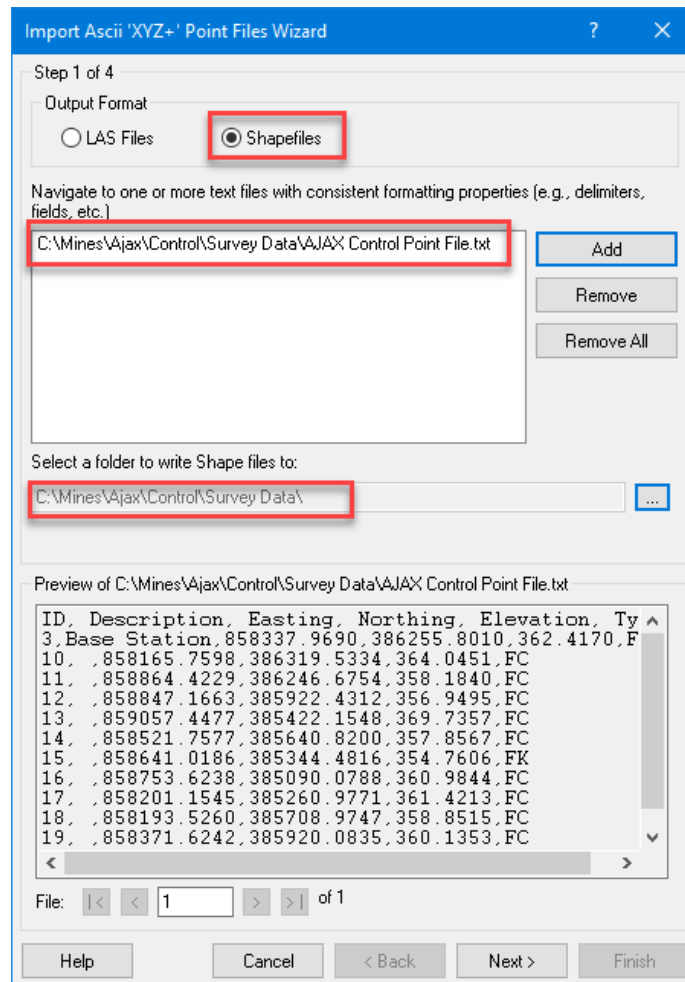 Import Ascii 'XYZ+' Point Files Wizard ? ×
Step 1 of 4
Output Format
LAS Files Shapefiles
Navigate to one or more text files with consistent formatting properties (e.g., delimiters,
fields, etc.)
C:\Mines\Ajax\Control\Survey Data\AJAX Control Point File.txt
Add
Remove
Remove All
Select a folder to write Shape files to:
C:\Mines\Ajax\Control\Survey Data\
...
Preview of C:\Mines\Ajax\Control\Survey Data\AJAX Control Point File.txt
ID, Description, Easting, Northing, Elevation, Ty
3,Base Station,858337.9690,386255.8010,362.4170,F
10, ,858165.7598,386319.5334,364.0451,FC
11, ,858864.4229,386246.6754,358.1840,FC
12, ,858847.1663,385922.4312,356.9495,FC
13, ,859057.4477,385422.1548,369.7357,FC
14, ,858521.7577,385640.8200,357.8567,FC
15, ,858641.0186,385344.4816,354.7606,FK
16, ,858753.6238,385090.0788,360.9844,FC
17, ,858201.1545,385260.9771,361.4213,FC
18, ,858193.5260,385708.9747,358.8515,FC
19, ,858371.6242,385920.0835,360.1353,FC
File: |< < 1 > >| of 1
Help Cancel < Back Next > Finish